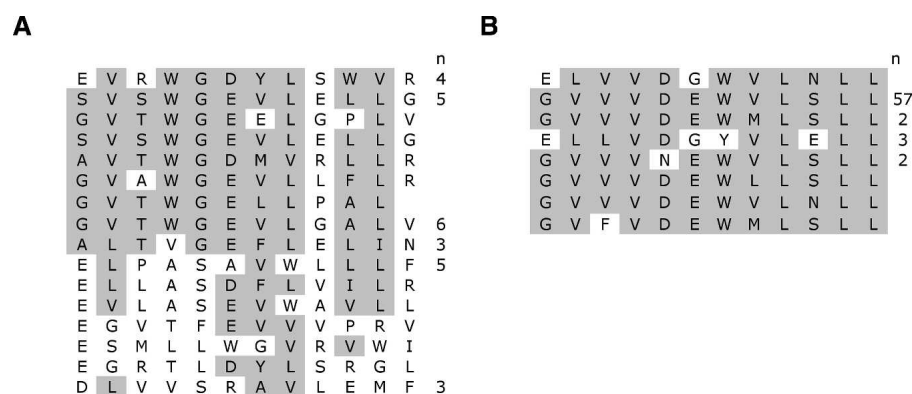 A
n
E V R W G D Y L S W V R 4
S V S W G E V L E L L G 5
G V T W G E E L G P L V
S V S W G E V L E L L G
A V T W G D M V R L L R
G V A W G E V L L F L R
G V T W G E L L P A L
G V T W G E V L G A L V 6
A L T V G E F L E L I N 3
E L P A S A V W L L L F 5
E L L A S D F L V I L R
E V L A S E V W A V L L
E G V T F E V V V P R V
E S M L L W G V R V W I
E G R T L D Y L S R G L
D L V V S R A V L E M F 3
B
n
E L V V D G W V L N L L
G V V V D E W V L S L L 57
G V V V D E W M L S L L 2
E L L V D G Y V L E L L 3
G V V V N E W V L S L L 2
G V V V D E W L L S L L
G V V V D E W V L N L L
G V F V D E W M L S L L